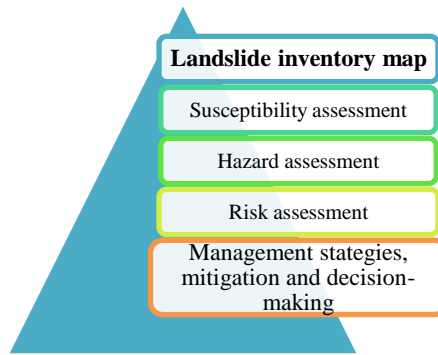 Landslide inventory map
Susceptibility assessment
Hazard assessment
Risk assessment
Management stategies,
mitigation and decision-
making